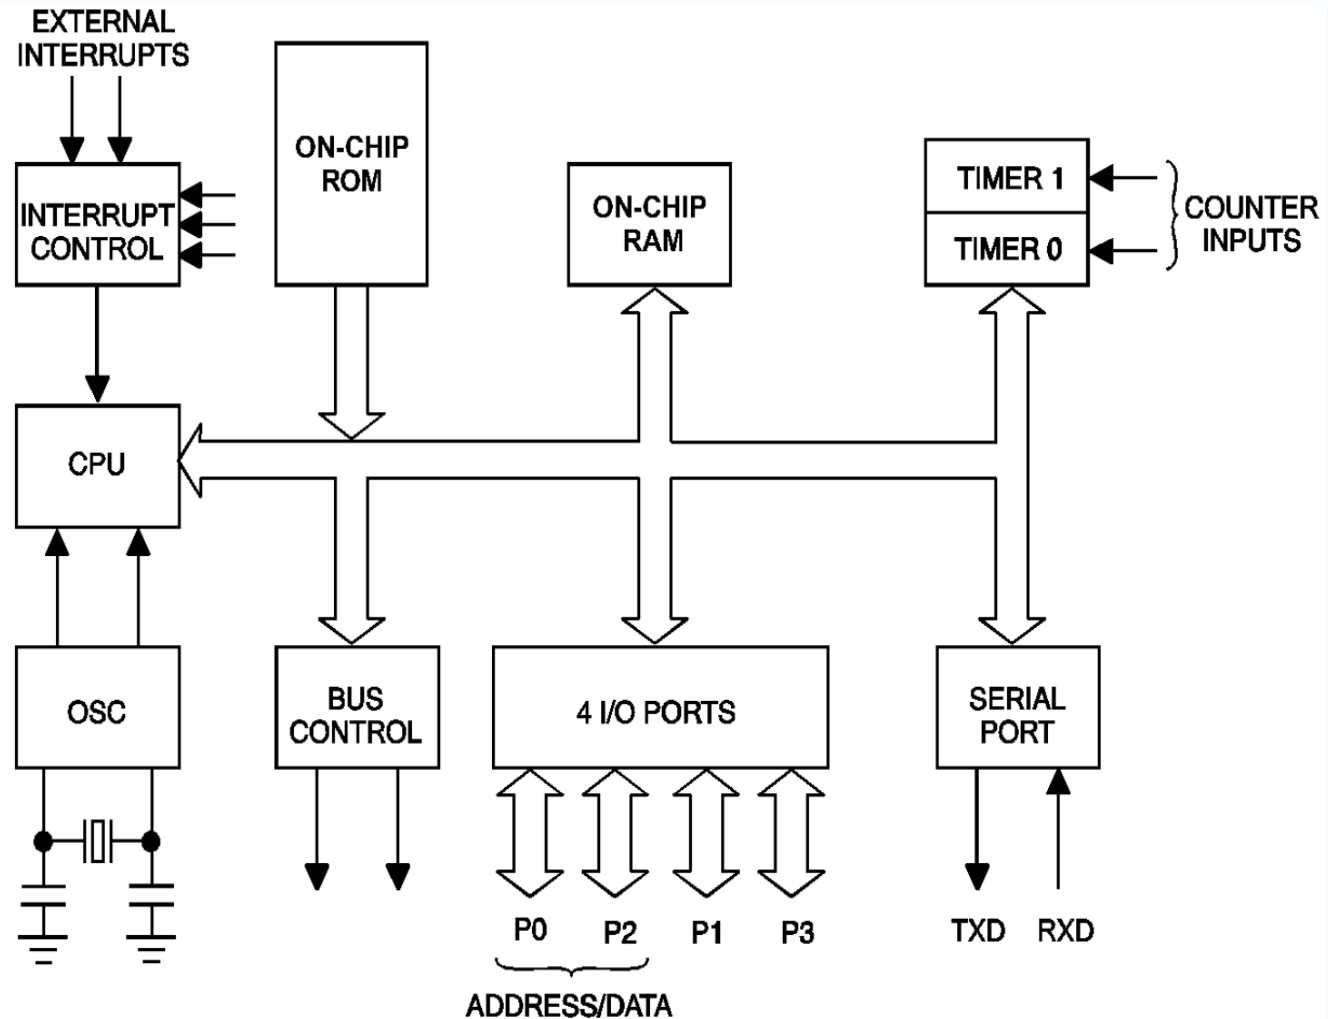 EXTERNAL
INTERRUPTS
ON-CHIP
ROM
INTERRUPT
CONTROL
ON-CHIP
RAM
TIMER 1
TIMER 0
COUNTER
INPUTS
CPU
OSC
BUS
CONTROL
4 I/O PORTS
SERIAL
PORT
P0 P2 P1 P3
TXD RXD
ADDRESS/DATA